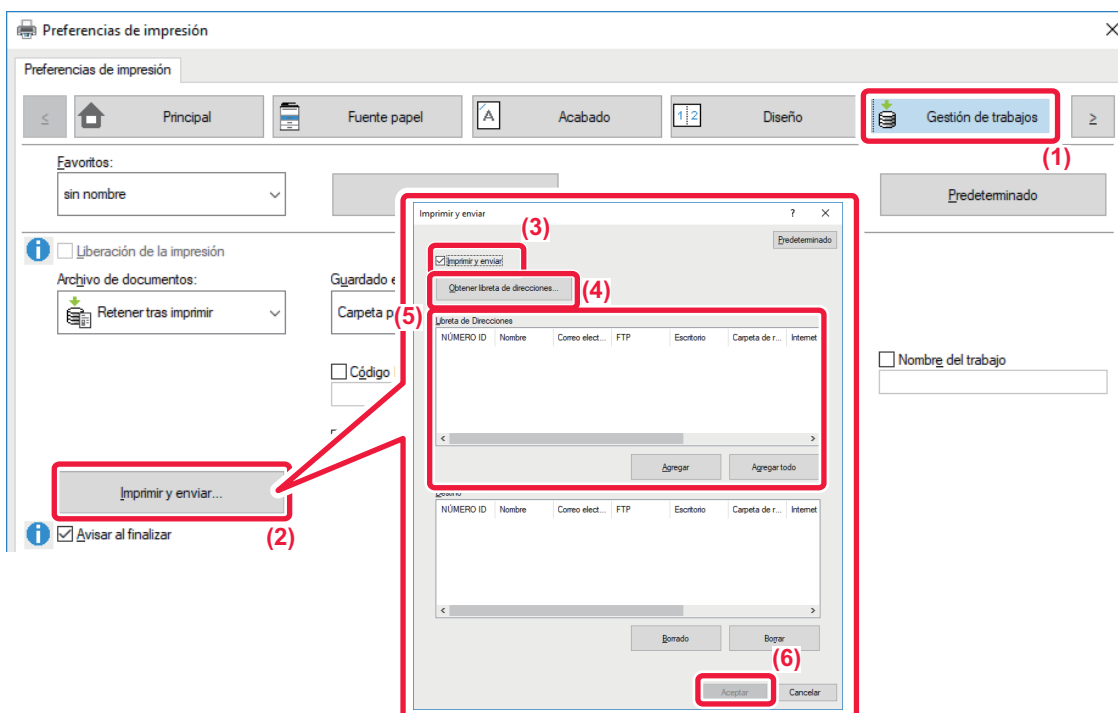 Preferencias de impresión
Preferencias de impresión
<
Principal
Fuente papel
Acabado
1 2
Diseño
Gestión de trabajos
>
(1)
Favoritos:
sin nombre
Predeterminado
Liberación de la impresión
Archivo de documentos:
Retener tras imprimir
Guardado e
Carpeta p
Código
Nombre del trabajo
Imprimir y enviar...
(2)
Avisar al finalizar
Imprimir y enviar
? X
(3)
Predeterminado
Imprimir y enviar
Obtener libreta de direcciones...
(4)
(5)
Libreta de Direcciones
NÚMERO ID Nombre Correo elect... FTP Escritorio Carpeta de r... Internet
< >
Agregar Agregar todo
Destino
NÚMERO ID Nombre Correo elect... FTP Escritorio Carpeta de r... Internet
< >
Borrado Borrar
(6)
Aceptar Cancelar